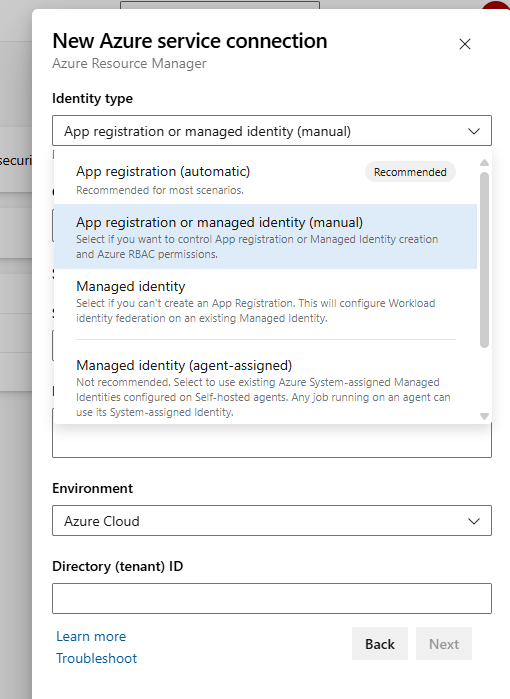 New Azure service connection
Azure Resource Manager
Identity type
App registration or managed identity (manual)
App registration (automatic)
Recommended
Recommended for most scenarios.
App registration or managed identity (manual)
Select if you want to control App registration or Managed Identity creation
and Azure RBAC permissions.
Managed identity
Select if you can't create an App Registration. This will configure Workload
identity federation on an existing Managed Identity.
Managed identity (agent-assigned)
Not recommended. Select to use existing Azure System-assigned Managed
Identities configured on Self-hosted agents. Any job running on an agent can
use its System-assigned Identity.
Environment
Azure Cloud
Directory (tenant) ID
Learn more
Back
Next
Troubleshoot